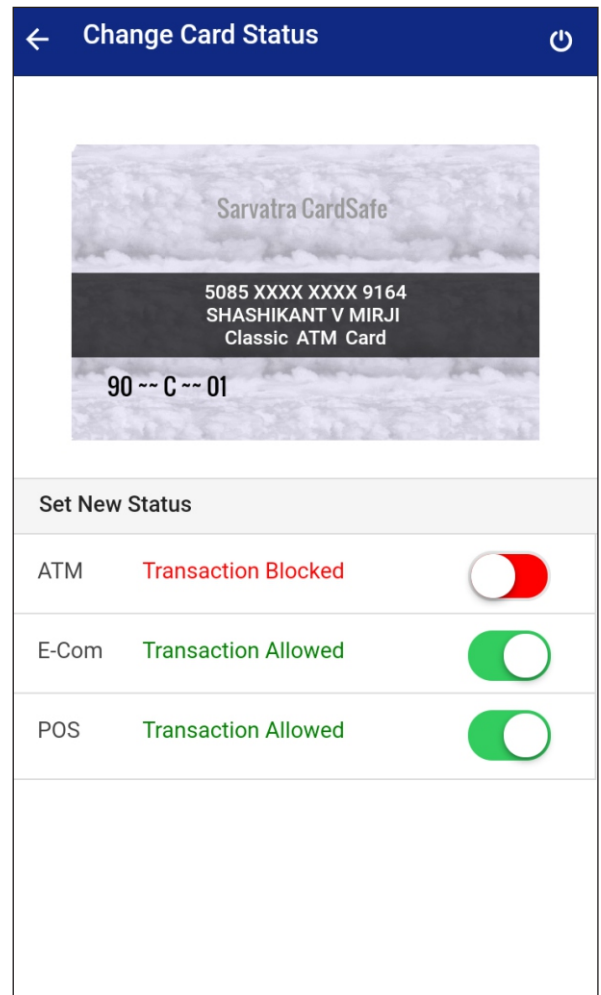 Change Card Status
Sarvatra CardSafe
5085 XXXX XXXX 9164
SHASHIKANT V MIRJI
Classic ATM Card
90 ~~ C ~~ 01
Set New Status
ATM Transaction Blocked
E-Com Transaction Allowed
POS Transaction Allowed